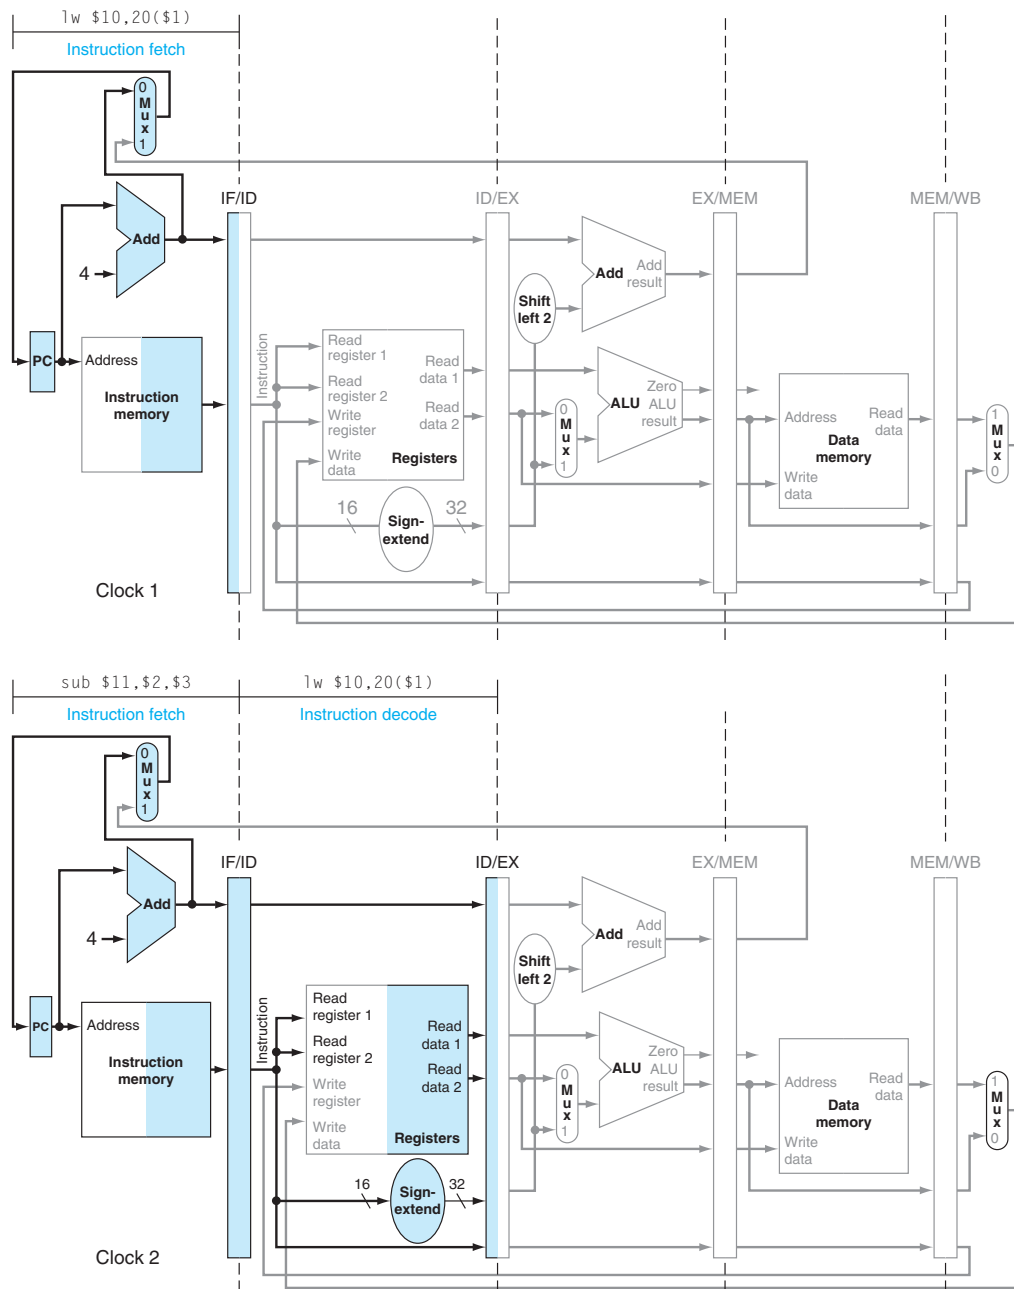 lw $10,20($1)
Instruction fetch
0
M
u
x
1
IF/ID
ID/EX
EX/MEM
MEM/WB
Add
4
Add
Add
result
Shift
left 2
PC
Address
Instruction
memory
Instruction
Read
register 1
Read
register 2
Write
register
Write
data
Read
data 1
Read
data 2
Registers
0
M
u
x
1
ALU
Zero
ALU
result
Address
Read
data
Data
memory
Write
data
1
M
u
x
0
16
Sign-
extend
32
Clock 1
sub $11,$2,$3
lw $10,20($1)
Instruction fetch
Instruction decode
0
M
u
x
1
IF/ID
ID/EX
EX/MEM
MEM/WB
Add
4
Add
Add
result
Shift
left 2
PC
Address
Instruction
memory
Instruction
Read
register 1
Read
register 2
Write
register
Write
data
Read
data 1
Read
data 2
Registers
0
M
u
x
1
ALU
Zero
ALU
result
Address
Read
data
Data
memory
Write
data
1
M
u
x
0
16
Sign-
extend
32
Clock 2